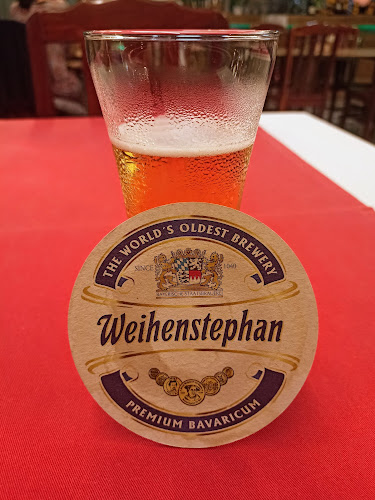 THE WORLD'S OLDEST BREWERY
SINCE 1040
Weihenstephan
PREMIUM BAVARICUM